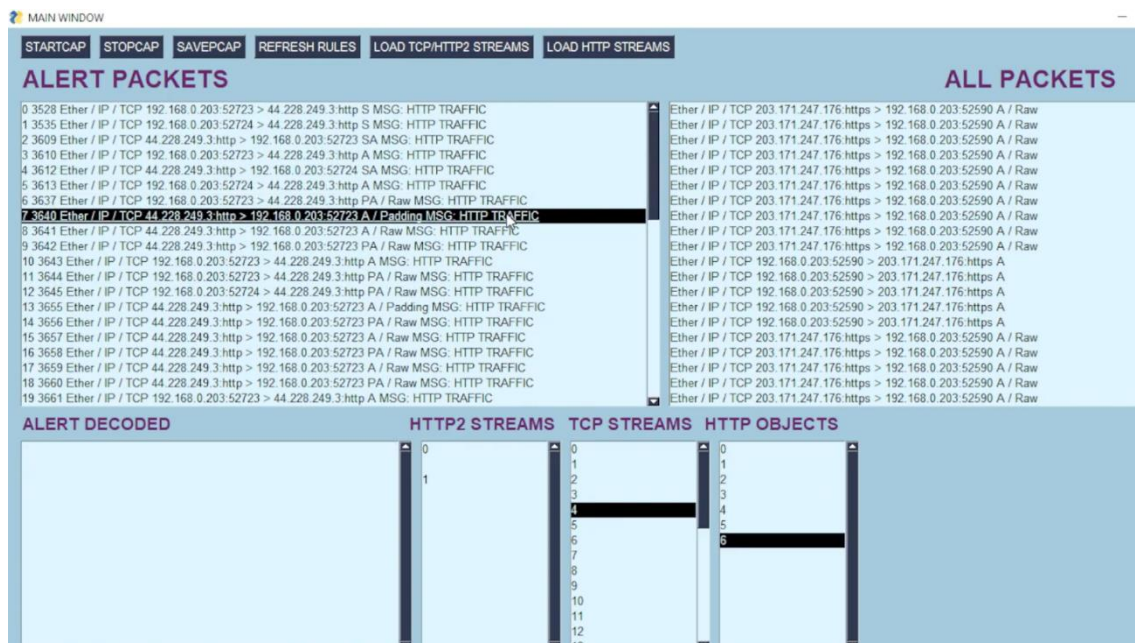 MAIN WINDOW
STARTCAP STOPCAP SAVEPCAP REFRESH RULES LOAD TCP/HTTP2 STREAMS LOAD HTTP STREAMS
ALERT PACKETS
0 3528 Ether / IP / TCP 192.168.0.203:52723 > 44.228.249.3:http S MSG: HTTP TRAFFIC
1 3535 Ether / IP / TCP 192.168.0.203:52724 > 44.228.249.3:http S MSG: HTTP TRAFFIC
2 3609 Ether / IP / TCP 44.228.249.3:http > 192.168.0.203:52723 SA MSG: HTTP TRAFFIC
3 3610 Ether / IP / TCP 192.168.0.203:52723 > 44.228.249.3:http A MSG: HTTP TRAFFIC
4 3612 Ether / IP / TCP 44.228.249.3:http > 192.168.0.203:52724 SA MSG: HTTP TRAFFIC
5 3613 Ether / IP / TCP 192.168.0.203:52724 > 44.228.249.3:http A MSG: HTTP TRAFFIC
6 3637 Ether / IP / TCP 192.168.0.203:52723 > 44.228.249.3:http PA / Raw MSG: HTTP TRAFFIC
7 3640 Ether / IP / TCP 44.228.249.3:http > 192.168.0.203:52723 A / Padding MSG: HTTP TRAFFIC
8 3641 Ether / IP / TCP 44.228.249.3:http > 192.168.0.203:52723 A / Raw MSG: HTTP TRAFFIC
9 3642 Ether / IP / TCP 44.228.249.3:http > 192.168.0.203:52723 PA / Raw MSG: HTTP TRAFFIC
10 3643 Ether / IP / TCP 192.168.0.203:52723 > 44.228.249.3:http A MSG: HTTP TRAFFIC
11 3644 Ether / IP / TCP 192.168.0.203:52723 > 44.228.249.3:http PA / Raw MSG: HTTP TRAFFIC
12 3645 Ether / IP / TCP 192.168.0.203:52724 > 44.228.249.3:http PA / Raw MSG: HTTP TRAFFIC
13 3655 Ether / IP / TCP 44.228.249.3:http > 192.168.0.203:52723 A / Padding MSG: HTTP TRAFFIC
14 3656 Ether / IP / TCP 44.228.249.3:http > 192.168.0.203:52723 PA / Raw MSG: HTTP TRAFFIC
15 3657 Ether / IP / TCP 44.228.249.3:http > 192.168.0.203:52723 A / Raw MSG: HTTP TRAFFIC
16 3658 Ether / IP / TCP 44.228.249.3:http > 192.168.0.203:52723 PA / Raw MSG: HTTP TRAFFIC
17 3659 Ether / IP / TCP 44.228.249.3:http > 192.168.0.203:52723 A / Raw MSG: HTTP TRAFFIC
18 3660 Ether / IP / TCP 44.228.249.3:http > 192.168.0.203:52723 PA / Raw MSG: HTTP TRAFFIC
19 3661 Ether / IP / TCP 192.168.0.203:52723 > 44.228.249.3:http A MSG: HTTP TRAFFIC
ALL PACKETS
Ether / IP / TCP 203.171.247.176:https > 192.168.0.203:52590 A / Raw
Ether / IP / TCP 203.171.247.176:https > 192.168.0.203:52590 A / Raw
Ether / IP / TCP 203.171.247.176:https > 192.168.0.203:52590 A / Raw
Ether / IP / TCP 203.171.247.176:https > 192.168.0.203:52590 A / Raw
Ether / IP / TCP 203.171.247.176:https > 192.168.0.203:52590 A / Raw
Ether / IP / TCP 203.171.247.176:https > 192.168.0.203:52590 A / Raw
Ether / IP / TCP 203.171.247.176:https > 192.168.0.203:52590 A / Raw
Ether / IP / TCP 203.171.247.176:https > 192.168.0.203:52590 A / Raw
Ether / IP / TCP 203.171.247.176:https > 192.168.0.203:52590 A / Raw
Ether / IP / TCP 203.171.247.176:https > 192.168.0.203:52590 A / Raw
Ether / IP / TCP 192.168.0.203:52590 > 203.171.247.176:https A
Ether / IP / TCP 192.168.0.203:52590 > 203.171.247.176:https A
Ether / IP / TCP 192.168.0.203:52590 > 203.171.247.176:https A
Ether / IP / TCP 192.168.0.203:52590 > 203.171.247.176:https A
Ether / IP / TCP 192.168.0.203:52590 > 203.171.247.176:https A
Ether / IP / TCP 203.171.247.176:https > 192.168.0.203:52590 A / Raw
Ether / IP / TCP 203.171.247.176:https > 192.168.0.203:52590 A / Raw
Ether / IP / TCP 203.171.247.176:https > 192.168.0.203:52590 A / Raw
Ether / IP / TCP 203.171.247.176:https > 192.168.0.203:52590 A / Raw
Ether / IP / TCP 203.171.247.176:https > 192.168.0.203:52590 A / Raw
ALERT DECODED
HTTP2 STREAMS
0
1
TCP STREAMS
0
1
2
3
4
5
6
7
8
9
10
11
12
HTTP OBJECTS
0
1
2
3
4
5
6